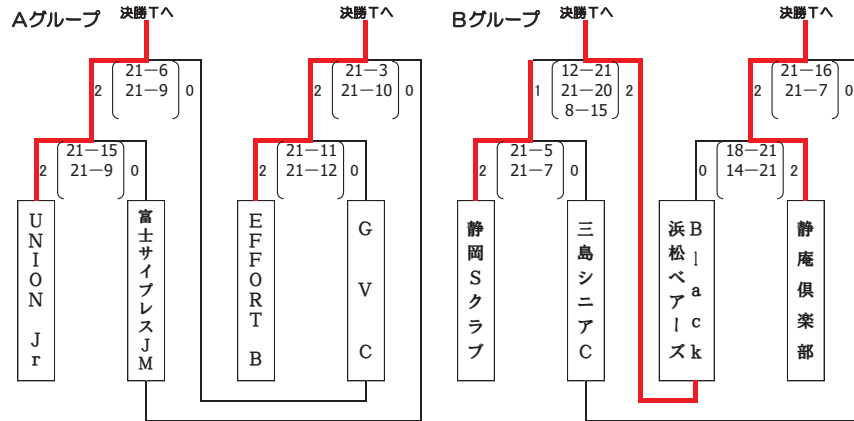 Aグループ
決勝Tへ
決勝Tへ
21－6
21－9
2
0
21－3
21－10
2
0
21－15
21－9
2
0
21－11
21－12
2
0
UNION Jr
富士サイプレスJM
EFFORT B
GVC
Bグループ
決勝Tへ
決勝Tへ
12－21
21－20
8－15
1
2
21－16
21－7
2
0
21－5
21－7
2
0
18－21
14－21
0
2
静岡Sクラブ
三島シニアC
浜松ベアーズ
Black
静庵倶楽部